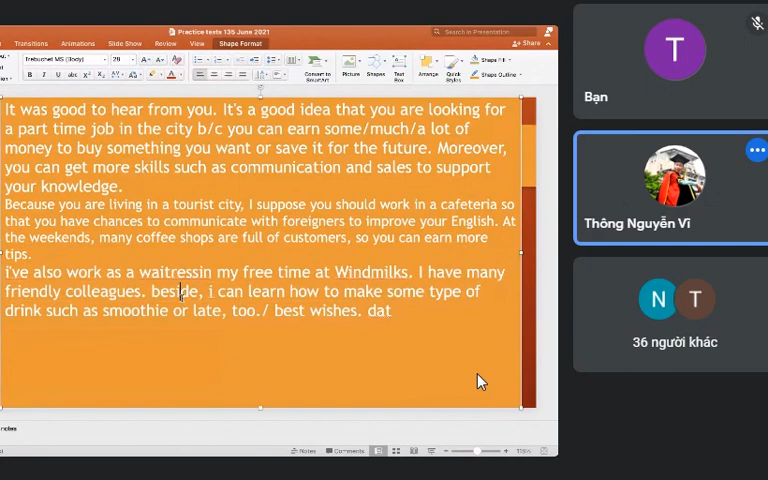 Practice tests 135 June 2021
Search in Presentation
Transitions Animations Slide Show Review View Shape Format
Share
Trebuchet MS (Body) 28
Convert to SmartArt
Picture Shapes Text Box Arrange Quick Styles
Shape Fill
Shape Outline
It was good to hear from you. It's a good idea that you are looking for
a part time job in the city b/c you can earn some/much/a lot of
money to buy something you want or save it for the future. Moreover,
you can get more skills such as communication and sales to support
your knowledge.
Because you are living in a tourist city, I suppose you should work in a cafeteria so
that you have chances to communicate with foreigners to improve your English. At
the weekends, many coffee shops are full of customers, so you can earn more
tips.
i've also work as a waitressin my free time at Windmilks. I have many
friendly colleagues. beside, i can learn how to make some type of
drink such as smoothie or late, too./ best wishes. dat
notes
Notes Comments
T
Bạn
Thông Nguyễn Vĩ
N T
36 người khác